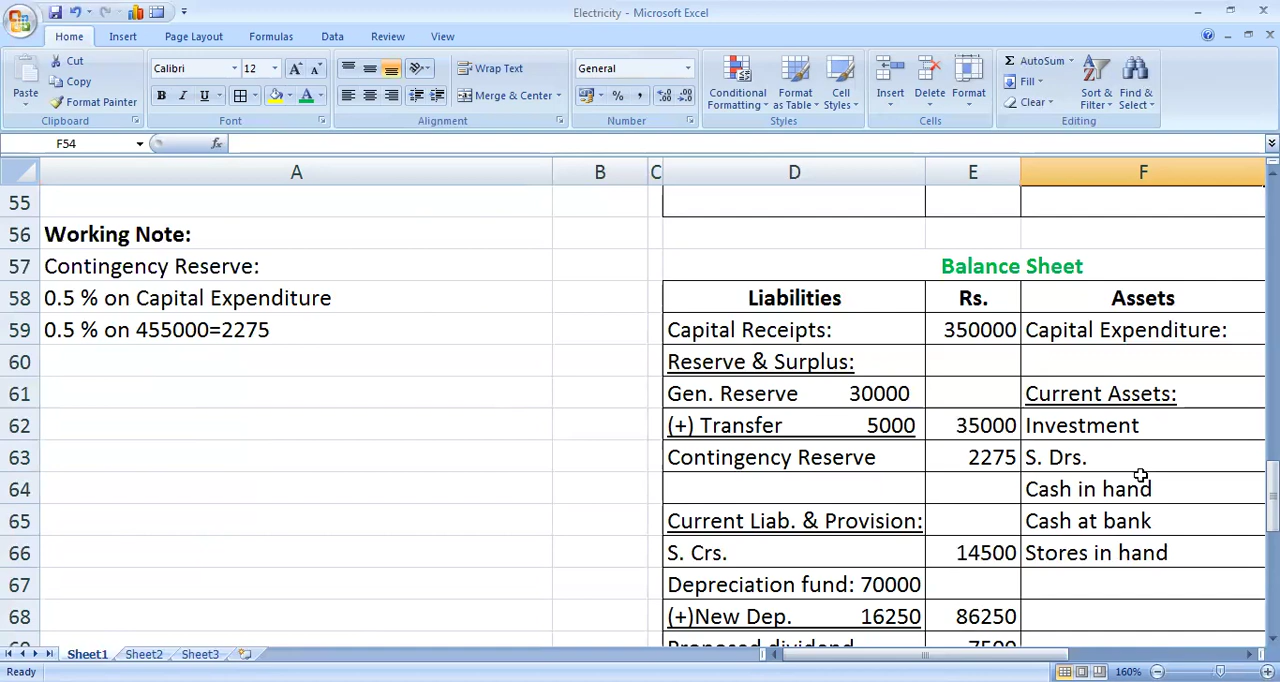 Electricity - Microsoft Excel
Home Insert Page Layout Formulas Data Review View
Cut
Copy
Format Painter
Paste
Clipboard
Calibri 12
B I U
Font
Wrap Text
Merge & Center
Alignment
General
Number
Conditional Formatting
Format as Table
Cell Styles
Styles
Insert Delete Format
Cells
Σ AutoSum
Fill
Clear
Sort & Filter
Find & Select
Editing
F54 fx
A B C D E F
55
56 Working Note:
57 Contingency Reserve: Balance Sheet
58 0.5 % on Capital Expenditure Liabilities Rs. Assets
59 0.5 % on 455000=2275 Capital Receipts: 350000 Capital Expenditure:
60 Reserve & Surplus:
61 Gen. Reserve 30000 Current Assets:
62 (+) Transfer 5000 35000 Investment
63 Contingency Reserve 2275 S. Drs.
64 Cash in hand
65 Current Liab. & Provision: Cash at bank
66 S. Crs. 14500 Stores in hand
67 Depreciation fund: 70000
68 (+)New Dep. 16250 86250
69 Proposed dividend 7500
Sheet1 Sheet2 Sheet3
Ready 160%